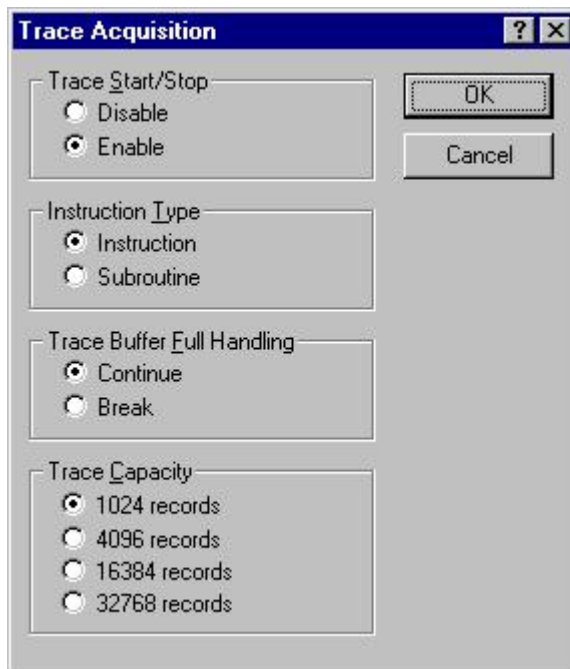 Trace Acquisition
Trace Start/Stop
Disable
Enable
OK
Cancel
Instruction Type
Instruction
Subroutine
Trace Buffer Full Handling
Continue
Break
Trace Capacity
1024 records
4096 records
16384 records
32768 records